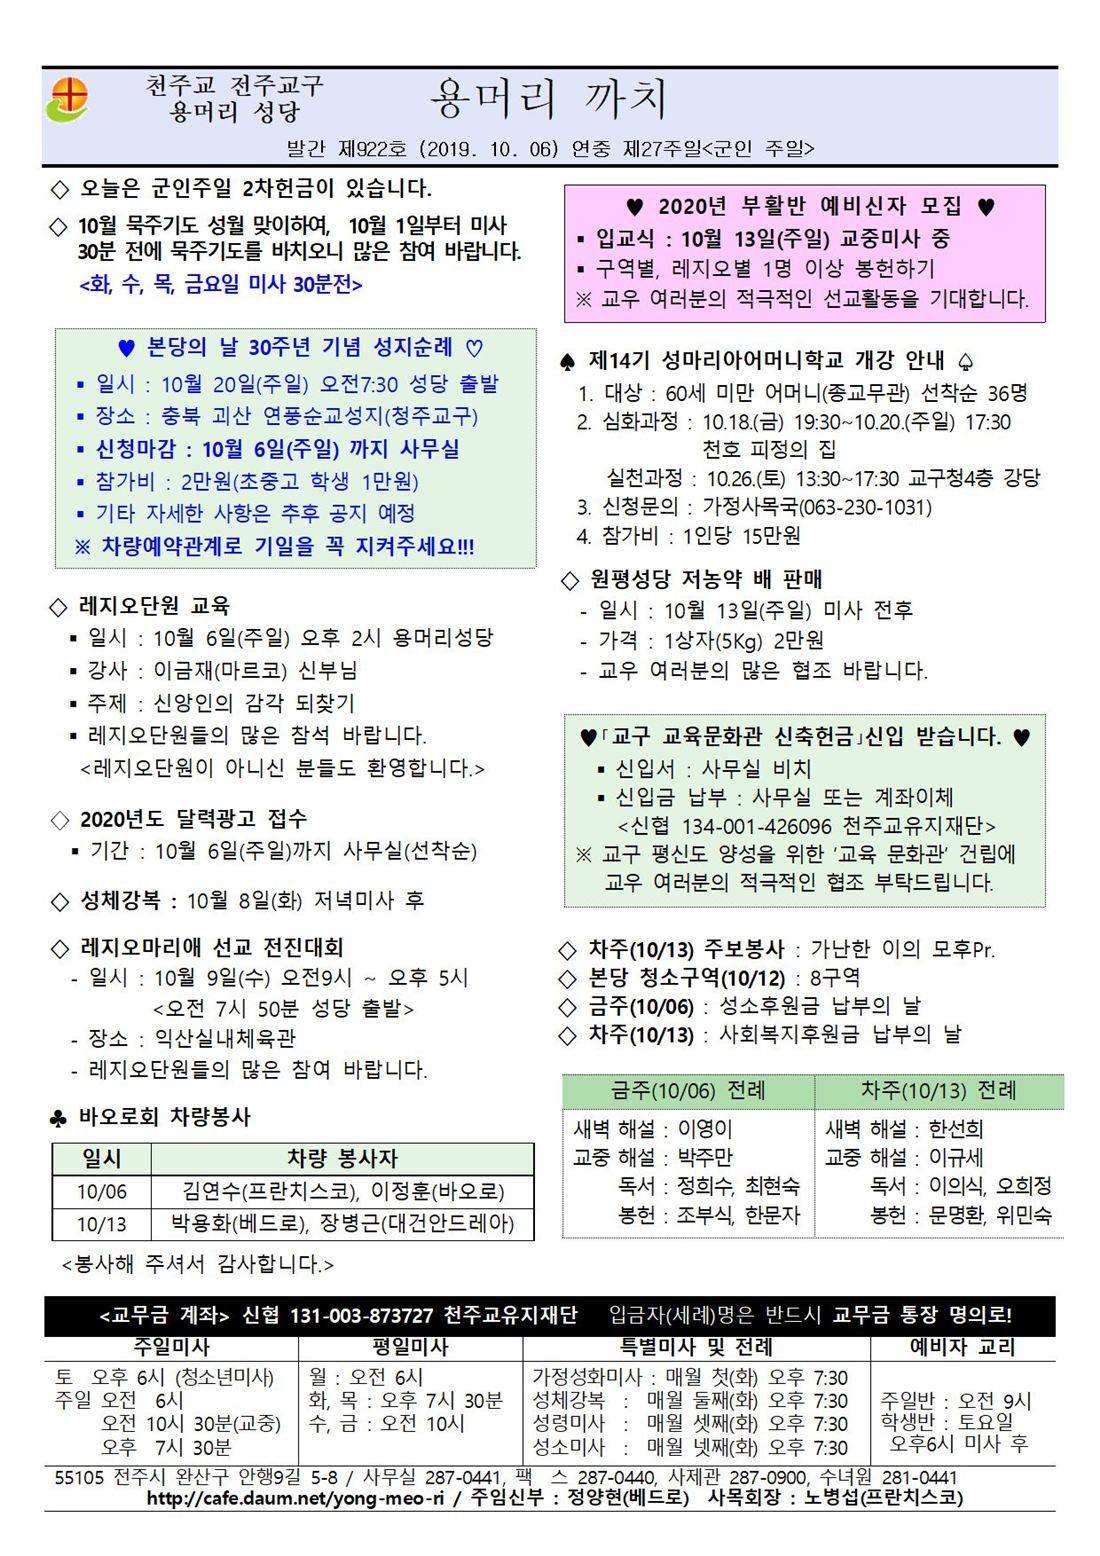 천주교 전주교구
용머리 성당
용머리 까치
발간 제922호 (2019. 10. 06) 연중 제27주일<군인 주일>
◇ 오늘은 군인주일 2차헌금이 있습니다.
◇ 10월 묵주기도 성월 맞이하여, 10월 1일부터 미사
30분 전에 묵주기도를 바치오니 많은 참여 바랍니다.
<화, 수, 목, 금요일 미사 30분전>
♥ 본당의 날 30주년 기념 성지순례 ♡
▪ 일시 : 10월 20일(주일) 오전7:30 성당 출발
▪ 장소 : 충북 괴산 연풍순교성지(청주교구)
▪ 신청마감 : 10월 6일(주일) 까지 사무실
▪ 참가비 : 2만원(초중고 학생 1만원)
▪ 기타 자세한 사항은 추후 공지 예정
※ 차량예약관계로 기일을 꼭 지켜주세요!!!
◇ 레지오단원 교육
▪ 일시 : 10월 6일(주일) 오후 2시 용머리성당
▪ 강사 : 이금재(마르코) 신부님
▪ 주제 : 신앙인의 감각 되찾기
▪ 레지오단원들의 많은 참석 바랍니다.
<레지오단원이 아니신 분들도 환영합니다.>
◇ 2020년도 달력광고 접수
▪ 기간 : 10월 6일(주일)까지 사무실(선착순)
◇ 성체강복 : 10월 8일(화) 저녁미사 후
◇ 레지오마리애 선교 전진대회
- 일시 : 10월 9일(수) 오전9시 ~ 오후 5시
<오전 7시 50분 성당 출발>
- 장소 : 익산실내체육관
- 레지오단원들의 많은 참여 바랍니다.
♣ 바오로회 차량봉사
일시 차량 봉사자
10/06 김연수(프란치스코), 이정훈(바오로)
10/13 박용화(베드로), 장병근(대건안드레아)
<봉사해 주셔서 감사합니다.>
♥ 2020년 부활반 예비신자 모집 ♥
▪ 입교식 : 10월 13일(주일) 교중미사 중
▪ 구역별, 레지오별 1명 이상 봉헌하기
※ 교우 여러분의 적극적인 선교활동을 기대합니다.
♠ 제14기 성마리아어머니학교 개강 안내 ♤
1. 대상 : 60세 미만 어머니(종교무관) 선착순 36명
2. 심화과정 : 10.18.(금) 19:30~10.20.(주일) 17:30
천호 피정의 집
실천과정 : 10.26.(토) 13:30~17:30 교구청4층 강당
3. 신청문의 : 가정사목국(063-230-1031)
4. 참가비 : 1인당 15만원
◇ 원평성당 저농약 배 판매
- 일시 : 10월 13일(주일) 미사 전후
- 가격 : 1상자(5Kg) 2만원
- 교우 여러분의 많은 협조 바랍니다.
♥「교구 교육문화관 신축헌금」신입 받습니다. ♥
▪ 신입서 : 사무실 비치
▪ 신입금 납부 : 사무실 또는 계좌이체
<신협 134-001-426096 천주교유지재단>
※ 교구 평신도 양성을 위한 ‘교육 문화관’ 건립에
교우 여러분의 적극적인 협조 부탁드립니다.
◇ 차주(10/13) 주보봉사 : 가난한 이의 모후Pr.
◇ 본당 청소구역(10/12) : 8구역
◇ 금주(10/06) : 성소후원금 납부의 날
◇ 차주(10/13) : 사회복지후원금 납부의 날
금주(10/06) 전례 차주(10/13) 전례
새벽 해설 : 이영이 새벽 해설 : 한선희
교중 해설 : 박주만 교중 해설 : 이규세
독서 : 정희수, 최현숙 독서 : 이의식, 오희정
봉헌 : 조부식, 한문자 봉헌 : 문명환, 위민숙
<교무금 계좌> 신협 131-003-873727 천주교유지재단 입금자(세례)명은 반드시 교무금 통장 명의로!
주일미사 평일미사 특별미사 및 전례 예비자 교리
토 오후 6시 (청소년미사) 월 : 오전 6시 가정성화미사 : 매월 첫(화) 오후 7:30
주일 오전 6시 화, 목 : 오후 7시 30분 성체강복 : 매월 둘째(화) 오후 7:30 주일반 : 오전 9시
오전 10시 30분(교중) 수, 금 : 오전 10시 성령미사 : 매월 셋째(화) 오후 7:30 학생반 : 토요일
오후 7시 30분 성소미사 : 매월 넷째(화) 오후 7:30 오후6시 미사 후
55105 전주시 완산구 안행9길 5-8 / 사무실 287-0441, 팩 스 287-0440, 사제관 287-0900, 수녀원 281-0441
http://cafe.daum.net/yong-meo-ri / 주임신부 : 정양현(베드로) 사목회장 : 노병섭(프란치스코)